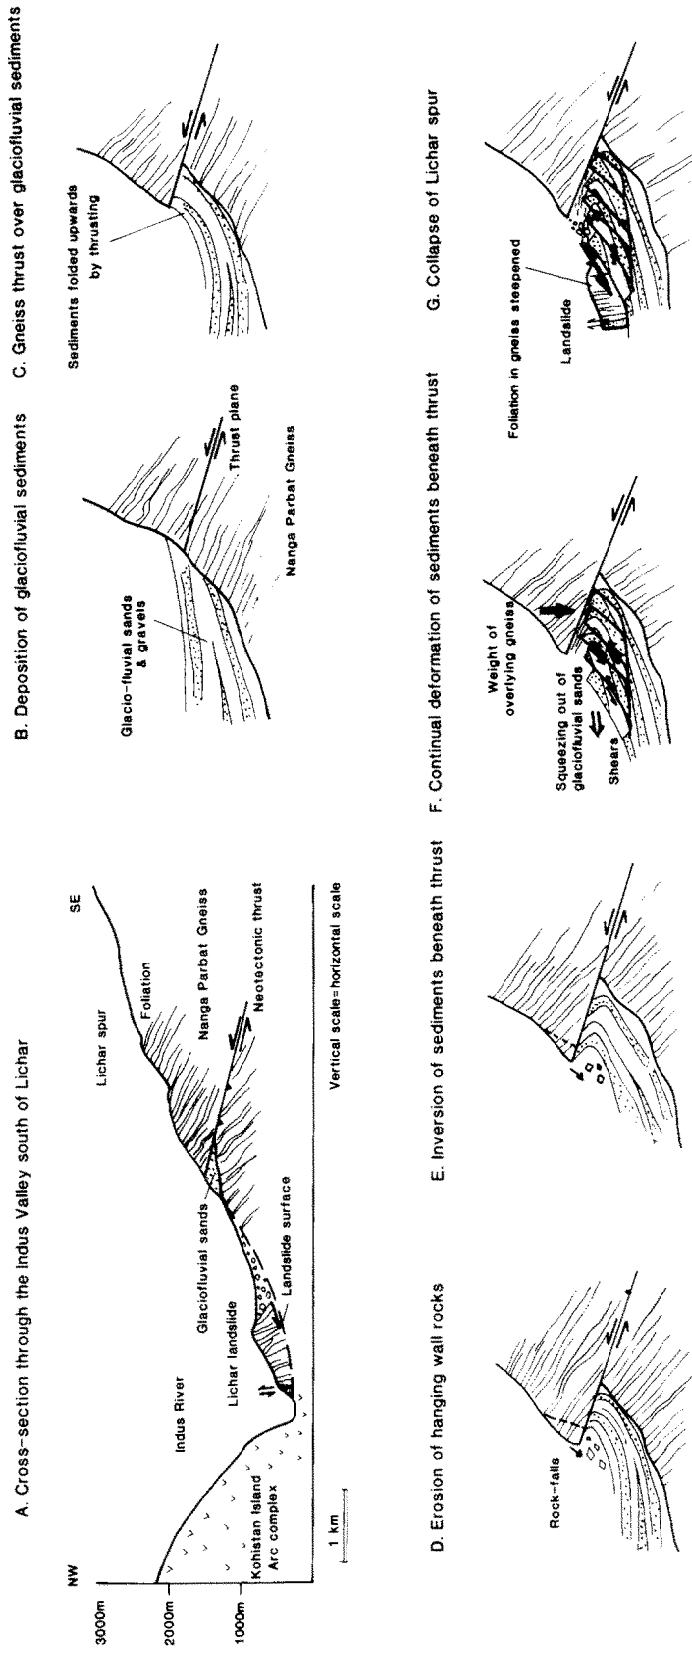 A. Cross-section through the Indus Valley south of Lichar
NW
SE
3000m
2000m
1000m
Kohistan Island
Arc complex
1 km
Indus River
Lichar landslide
Glaciofluvial sands
Landslide surface
Lichar spur
Foliation
Nanga Parbat Gneiss
Neotectonic thrust
Vertical scale=horizontal scale
B. Deposition of glaciofluvial sediments
Glacio-fluvial sands
& gravels
Thrust plane
Nanga Parbat Gneiss
C. Gneiss thrust over glaciofluvial sediments
Sediments folded upwards
by thrusting
D. Erosion of hanging wall rocks
Rock-falls
E. Inversion of sediments beneath thrust
F. Continual deformation of sediments beneath thrust
Weight of
overlying gneiss
Squeezing out of
glaciofluvial sands
Shears
G. Collapse of Lichar spur
Foliation in gneiss steepened
Landslide